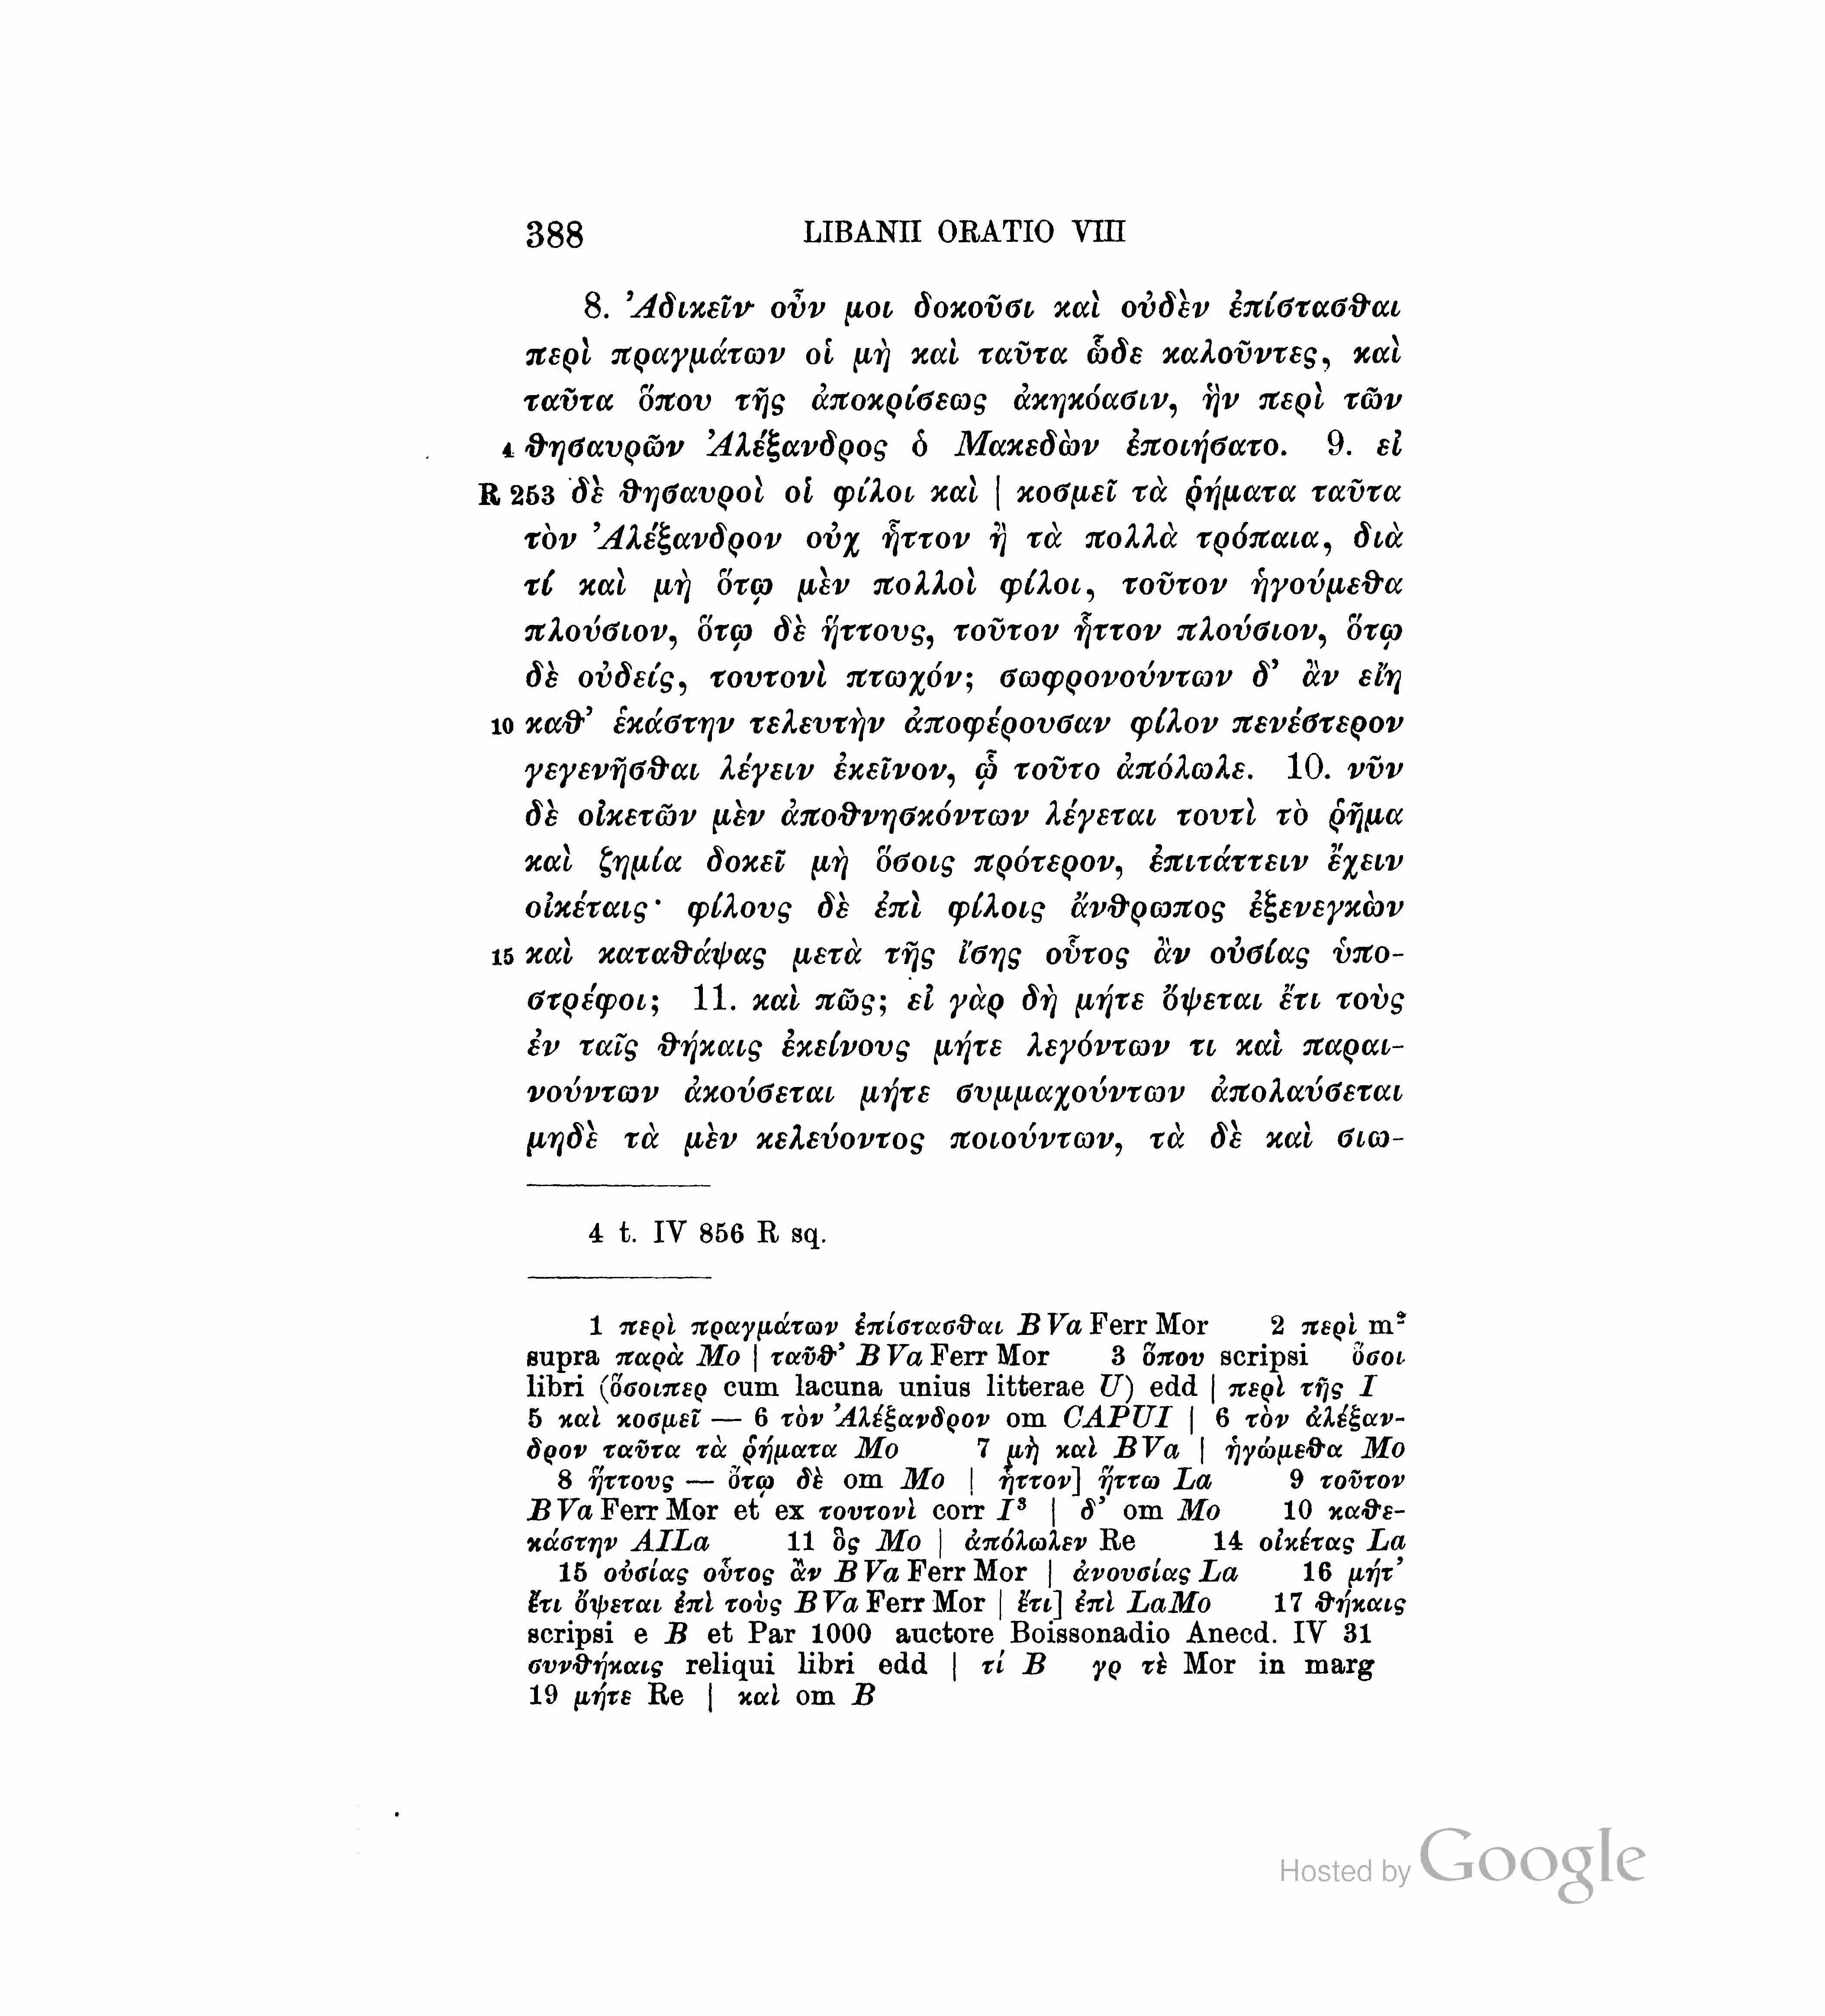 388 LIBANII ORATIO VIII
8. Ἀδικεῖν οὖν μοι δοκοῦσι καὶ οὐδὲν ἐπίστασθαι
περὶ πραγμάτων οἱ μὴ καὶ ταῦτα ὧδε καλοῦντες, καὶ
ταῦτα ὅπου τῆς ἀποκρίσεως ἀκηκόασιν, ἣν περὶ τῶν
4 θησαυρῶν Ἀλέξανδρος ὁ Μακεδὼν ἐποιήσατο. 9. εἰ
R 253 δὲ θησαυροὶ οἱ φίλοι καὶ | κοσμεῖ τὰ ῥήματα ταῦτα
τὸν Ἀλέξανδρον οὐχ ἧττον ἢ τὰ πολλὰ τρόπαια, διὰ
τί καὶ μὴ ὅτῳ μὲν πολλοὶ φίλοι, τοῦτον ἡγούμεθα
πλούσιον, ὅτῳ δὲ ἥττους, τοῦτον ἧττον πλούσιον, ὅτῳ
δὲ οὐδείς, τουτονὶ πτωχόν; σωφρονούντων δ’ ἂν εἴη
10 καθ’ ἑκάστην τελευτὴν ἀποφέρουσαν φίλον πενέστερον
γεγενῆσθαι λέγειν ἐκεῖνον, ᾧ τοῦτο ἀπόλωλε. 10. νῦν
δὲ οἰκετῶν μὲν ἀποθνησκόντων λέγεται τουτὶ τὸ ῥῆμα
καὶ ζημία δοκεῖ μὴ ὅσοις πρότερον, ἐπιτάττειν ἔχειν
οἰκέταις· φίλους δὲ ἐπὶ φίλοις ἄνθρωπος ἐξενεγκὼν
15 καὶ καταθάψας μετὰ τῆς ἴσης οὗτος ἂν οὐσίας ὑπο-
στρέφοι; 11. καὶ πῶς; εἰ γὰρ δὴ μήτε ὄψεται ἔτι τοὺς
ἐν ταῖς θήκαις ἐκείνους μήτε λεγόντων τι καὶ παραι-
νούντων ἀκούσεται μήτε συμμαχούντων ἀπολαύσεται
μηδὲ τὰ μὲν κελεύοντος ποιούντων, τὰ δὲ καὶ σιω-
4 t. IV 856 R sq.
1 περὶ πραγμάτων ἐπίστασθαι B Va Ferr Mor 2 περὶ m²
supra παρὰ Mo | ταῦθ’ B Va Ferr Mor 3 ὅπου scripsi ὅσοι
libri (ὅσοιπερ cum lacuna unius litterae U) edd | περὶ τῆς I
5 καὶ κοσμεῖ — 6 τὸν Ἀλέξανδρον om CAPUI | 6 τὸν ἀλέξαν-
δρον ταῦτα τὰ ῥήματα Mo 7 μὴ καὶ B Va | ἡγώμεθα Mo
8 ἥττους — ὅτῳ δὲ om Mo | ἧττον] ἥττω La 9 τοῦτον
B Va Ferr Mor et ex τουτονὶ corr I³ | δ’ om Mo 10 καθε-
κάστην AILa 11 ὃς Mo | ἀπόλωλεν Re 14 οἰκέτας La
15 οὐσίας οὗτος ἂν B Va Ferr Mor | ἀνουσίας La 16 μήτ’
ἔτι ὄψεται ἐπὶ τοὺς B Va Ferr Mor | ἔτι] ἐπὶ LaMo 17 θήκαις
scripsi e B et Par 1000 auctore Boissonadio Anecd. IV 31
συνθήκαις reliqui libri edd | τί B γρ τὲ Mor in marg
19 μήτε Re | καὶ om B
Hosted by Google